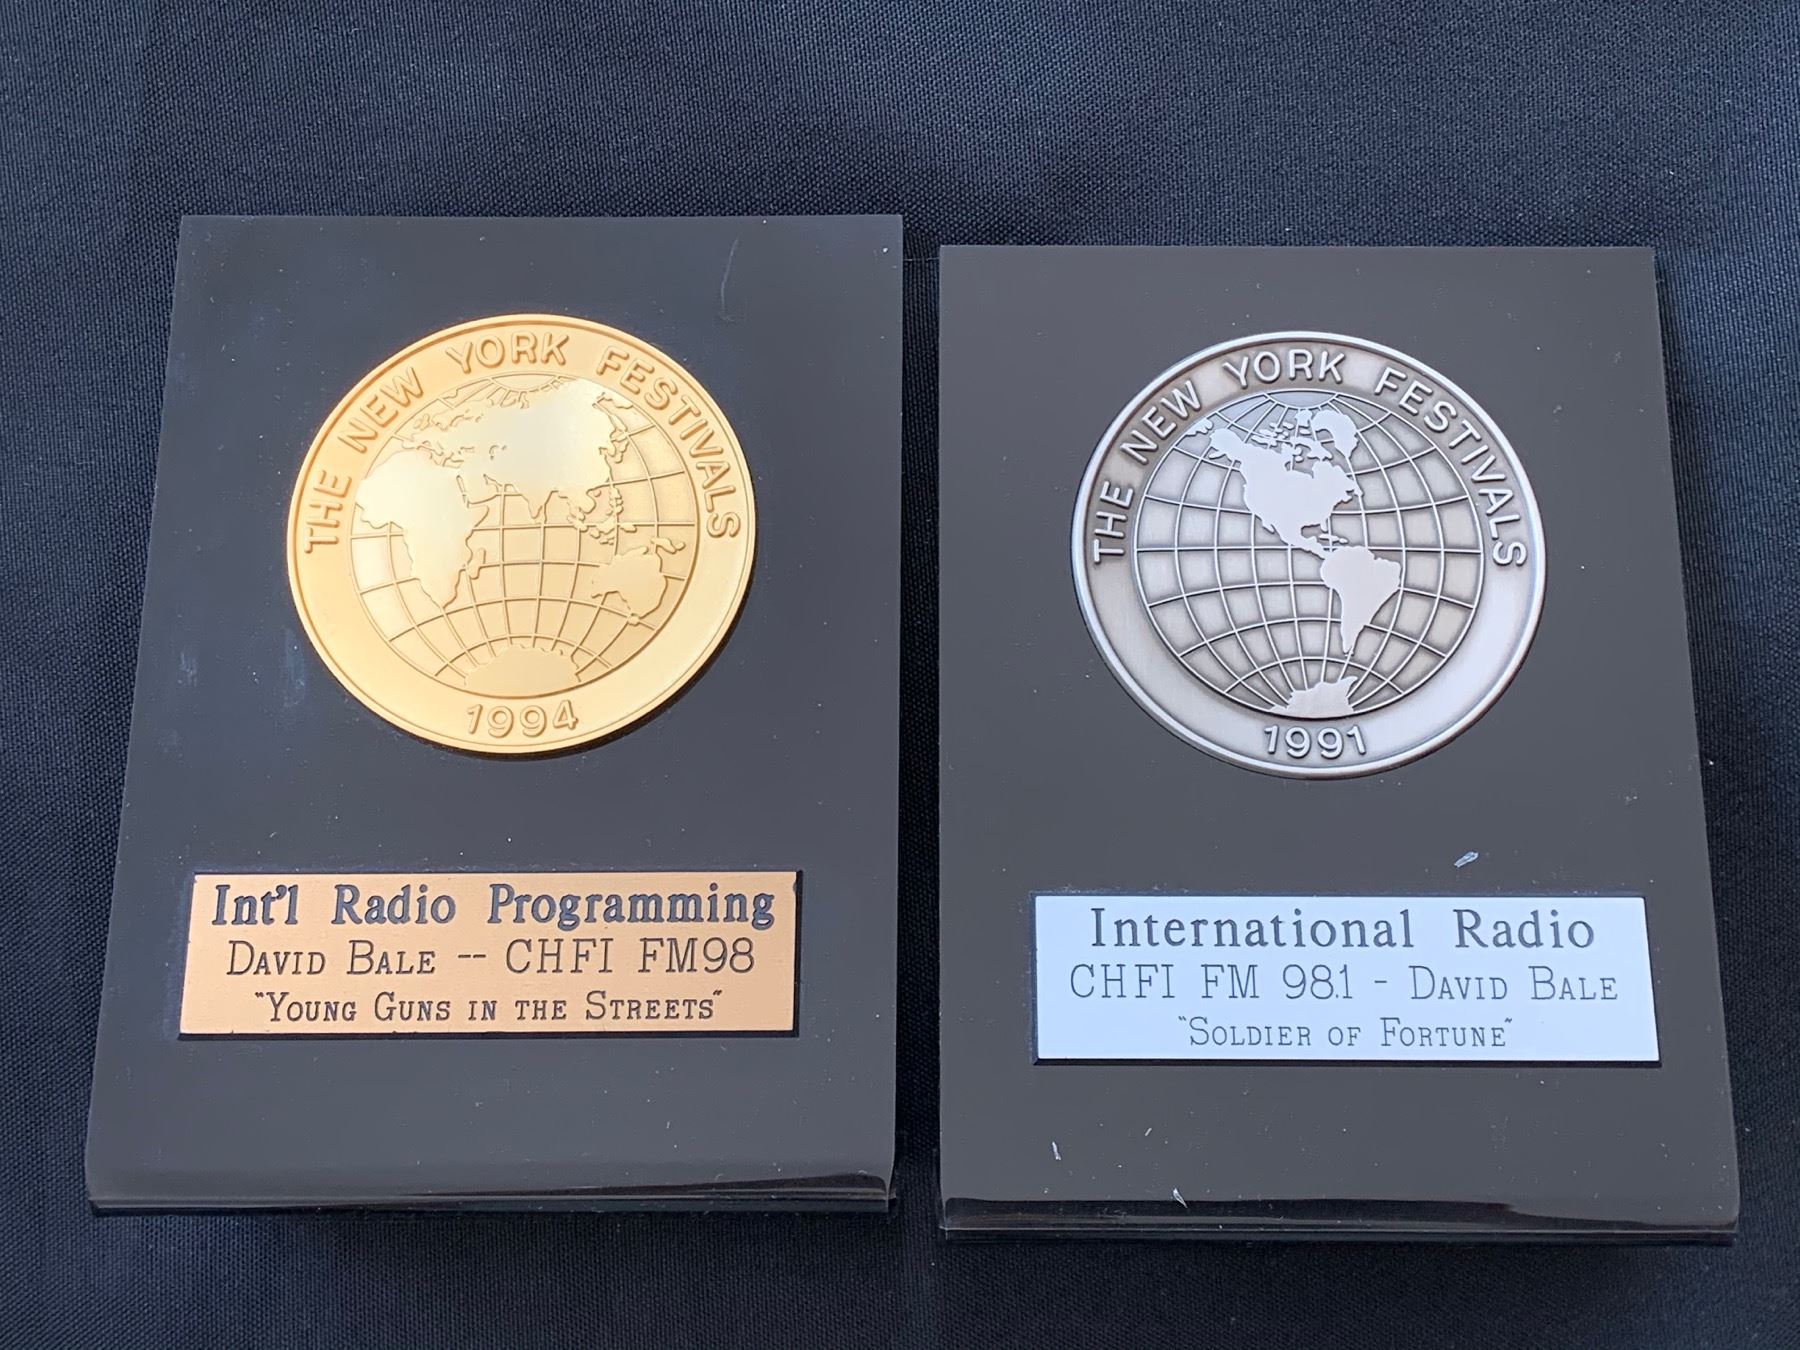 THE NEW YORK FESTIVALS
1994
Int'l Radio Programming
DAVID BALE -- CHFI FM98
"YOUNG GUNS IN THE STREETS"
THE NEW YORK FESTIVALS
1991
International Radio
CHFI FM 98.1 - DAVID BALE
"SOLDIER OF FORTUNE"